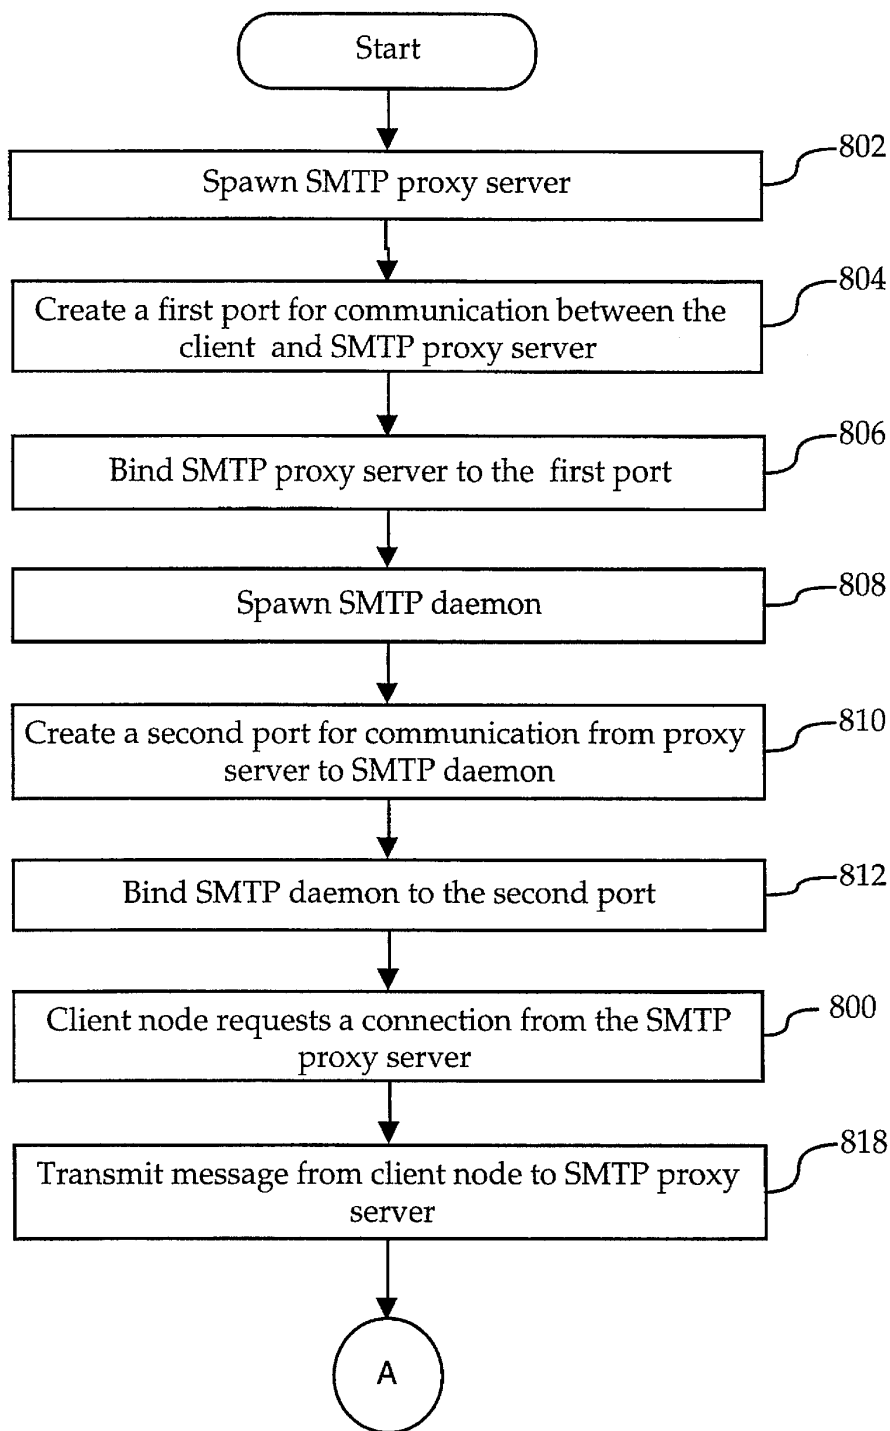 Start
802
Spawn SMTP proxy server
804
Create a first port for communication between the
client and SMTP proxy server
806
Bind SMTP proxy server to the first port
808
Spawn SMTP daemon
810
Create a second port for communication from proxy
server to SMTP daemon
812
Bind SMTP daemon to the second port
800
Client node requests a connection from the SMTP
proxy server
818
Transmit message from client node to SMTP proxy
server
A